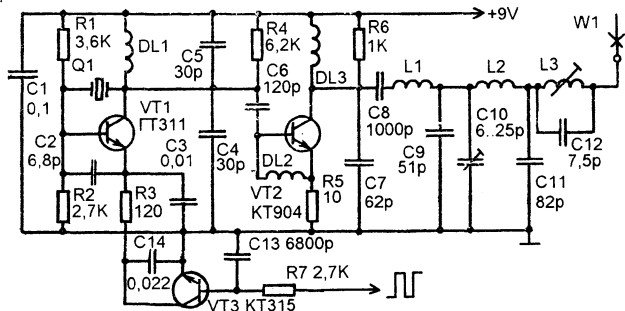 +9V
W1
R1
3,6K
DL1
C5
30p
R4
6,2K
R6
1K
Q1
C6
120p
DL3
L1
L2
L3
C1
0,1
VT1
ГТ311
C8
1000p
C10
6..25p
C2
6,8p
C3
0,01
C4
30p
DL2
C9
51p
C12
7,5p
R2
2,7K
R3
120
VT2
KT904
R5
10
C7
62p
C11
82p
C14
0,022
C13 6800p
R7 2,7K
VT3 KT315